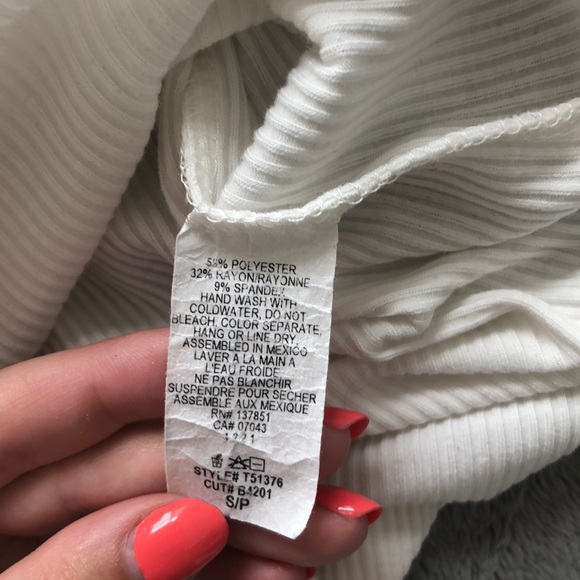 POLYESTER
32% RAYON/RAYONNE
9% SPANDEX
HAND WASH WITH
COLDWATER, DO NOT
BLEACH, COLOR SEPARATE,
HANG OR LINE DRY.
ASSEMBLED IN MEXICO
LAVER A LA MAIN A
L'EAU FROIDE
NE PAS BLANCHIR
SUSPENDRE POUR SECHER
ASSEMBLE AUX MEXIQUE
RN# 137851
CA# 07043
STYLE# T51376
CUT# B4201
S/P